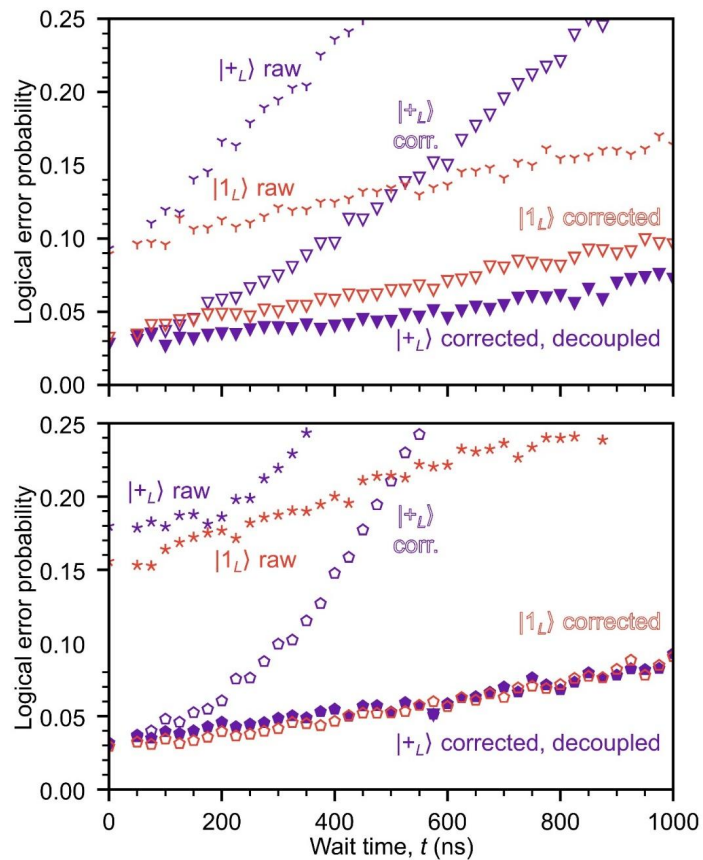 0.25
|+L⟩ raw
0.20
|+L⟩
corr.
0.15
|1L⟩ raw
|1L⟩ corrected
0.10
0.05
|+L⟩ corrected, decoupled
0.00
Logical error probability
0.25
|+L⟩ raw
0.20
|+L⟩
corr.
|1L⟩ raw
0.15
|1L⟩ corrected
0.10
0.05
|+L⟩ corrected, decoupled
0.00
Logical error probability
0 200 400 600 800 1000
Wait time, t (ns)